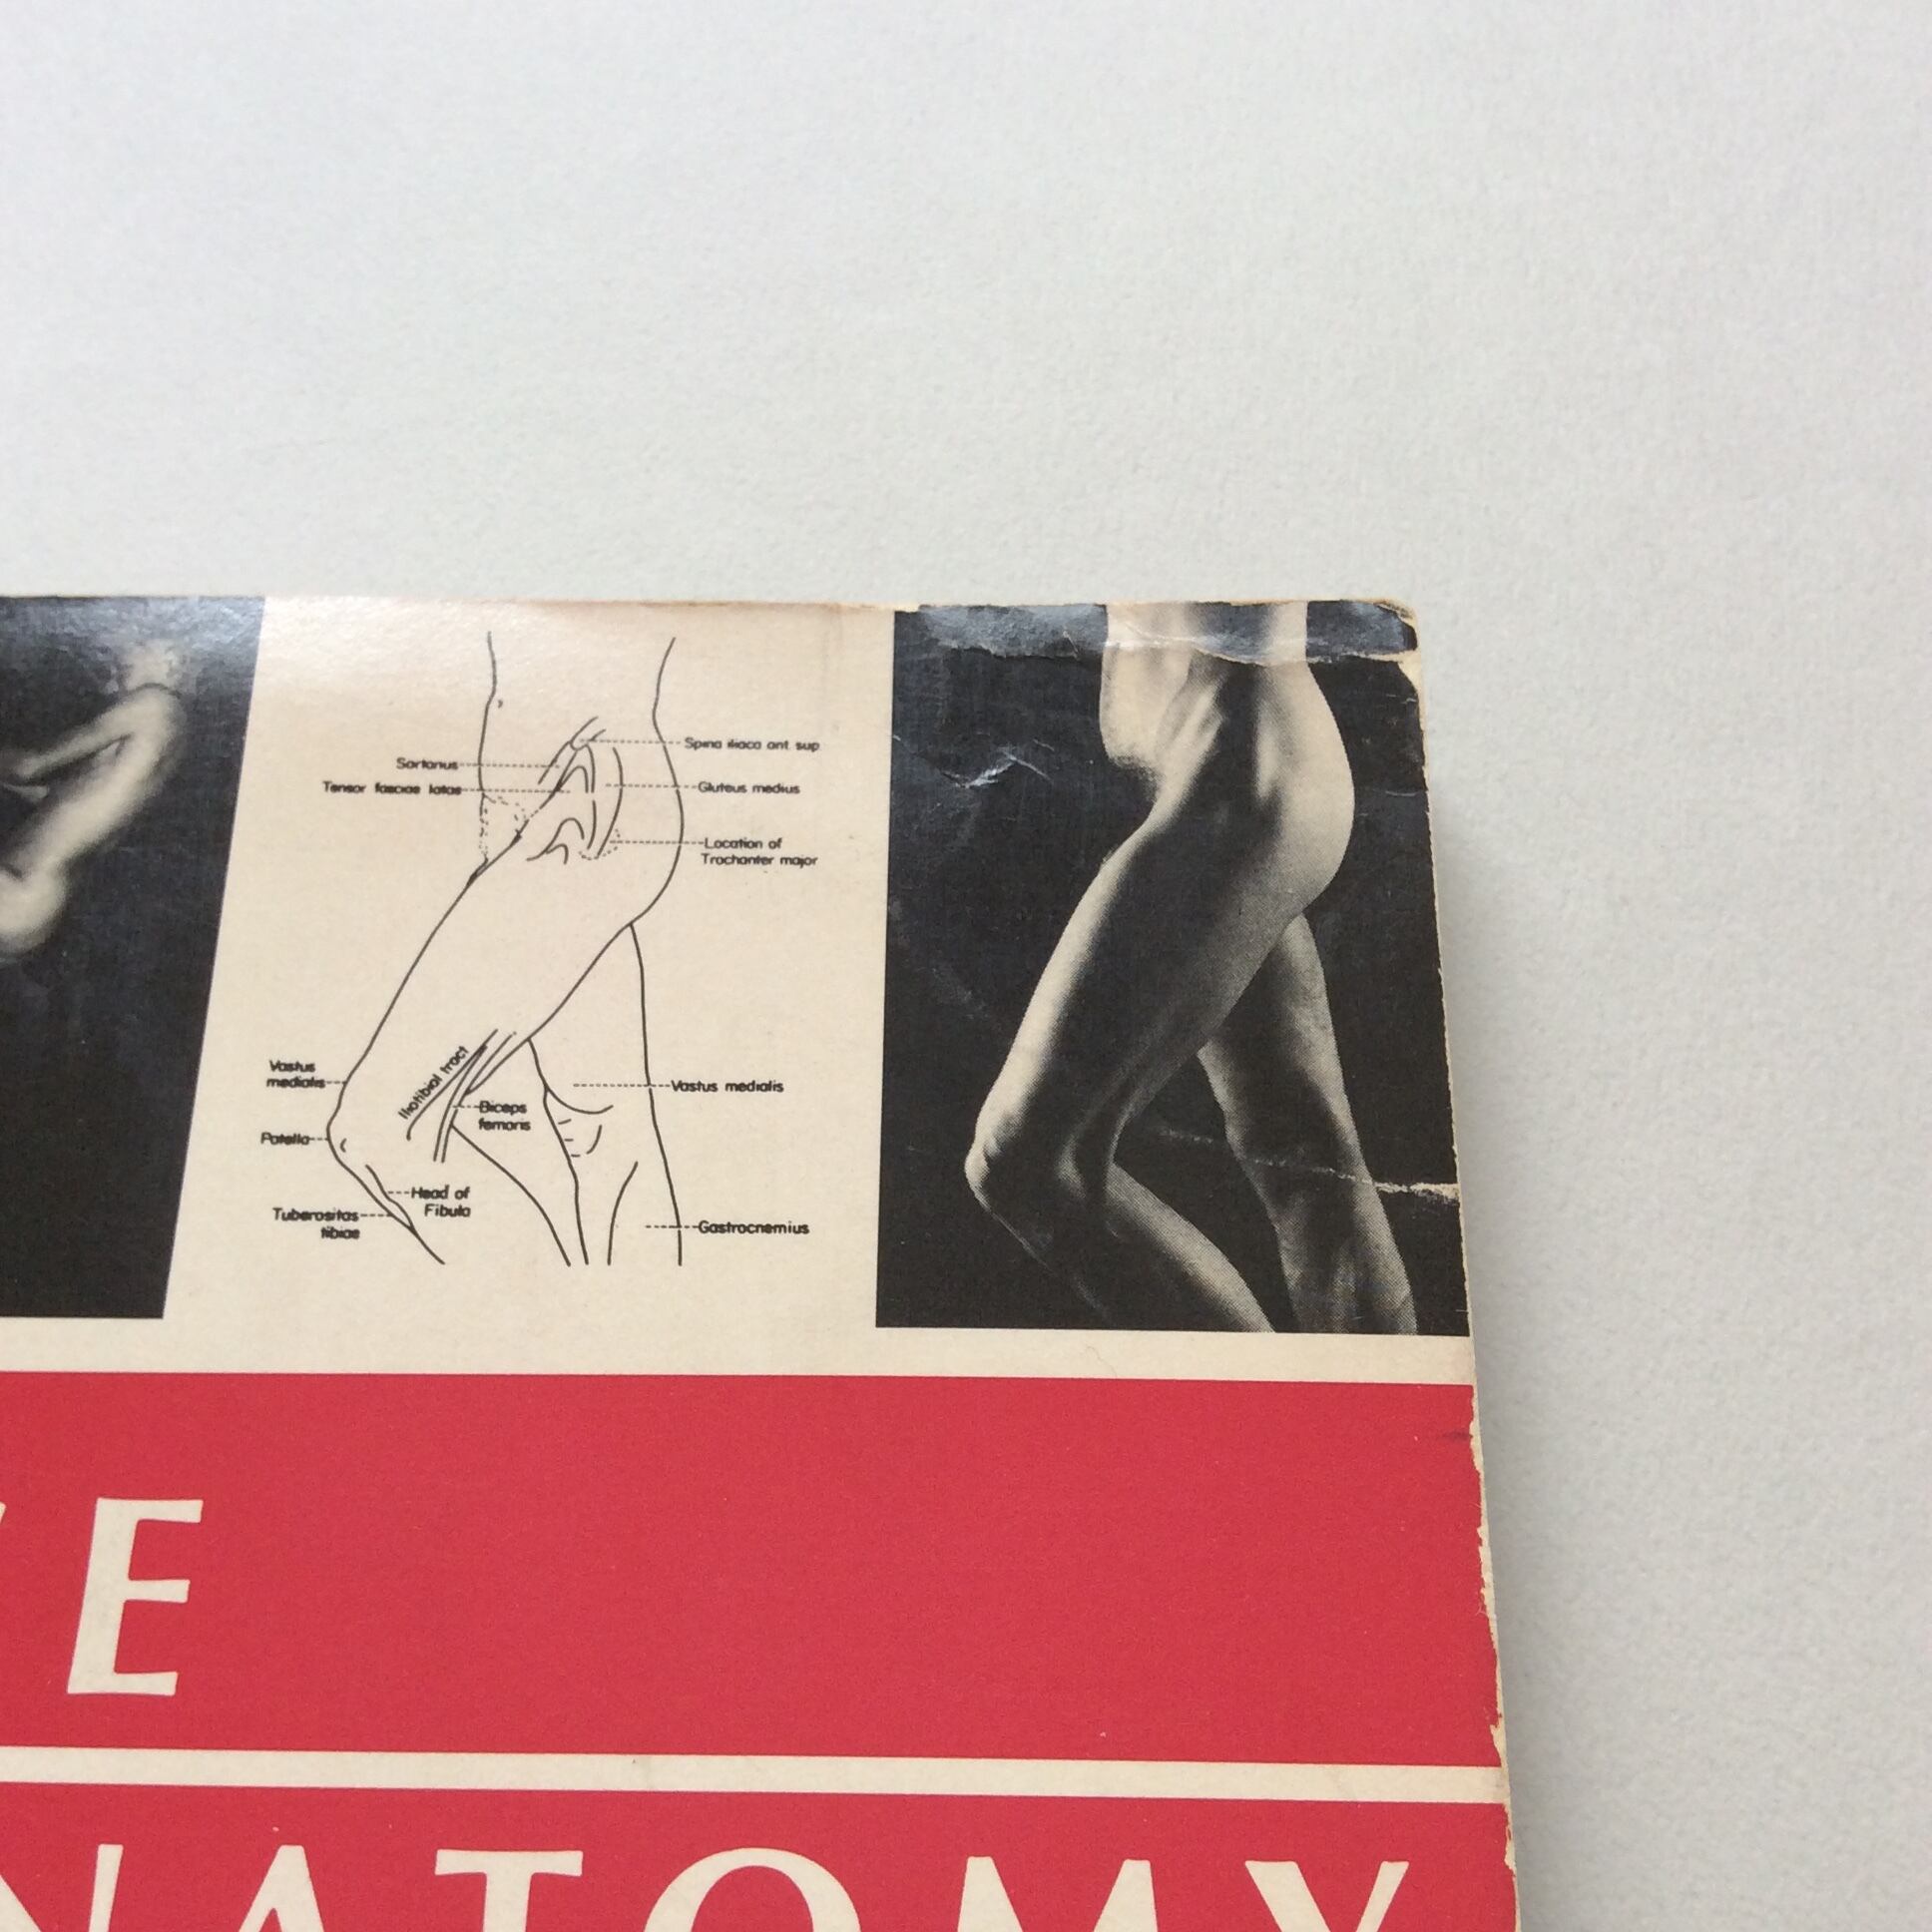 Spina iliaca ant sup
Sartorius
Tensor fasciae latae
Gluteus medius
Location of
Trochanter major
Vastus
medialis
Iliotibial tract
Vastus medialis
Biceps
femoris
Patella
Head of
Fibula
Tuberositas
tibiae
Gastrocnemius
E
NATOMY